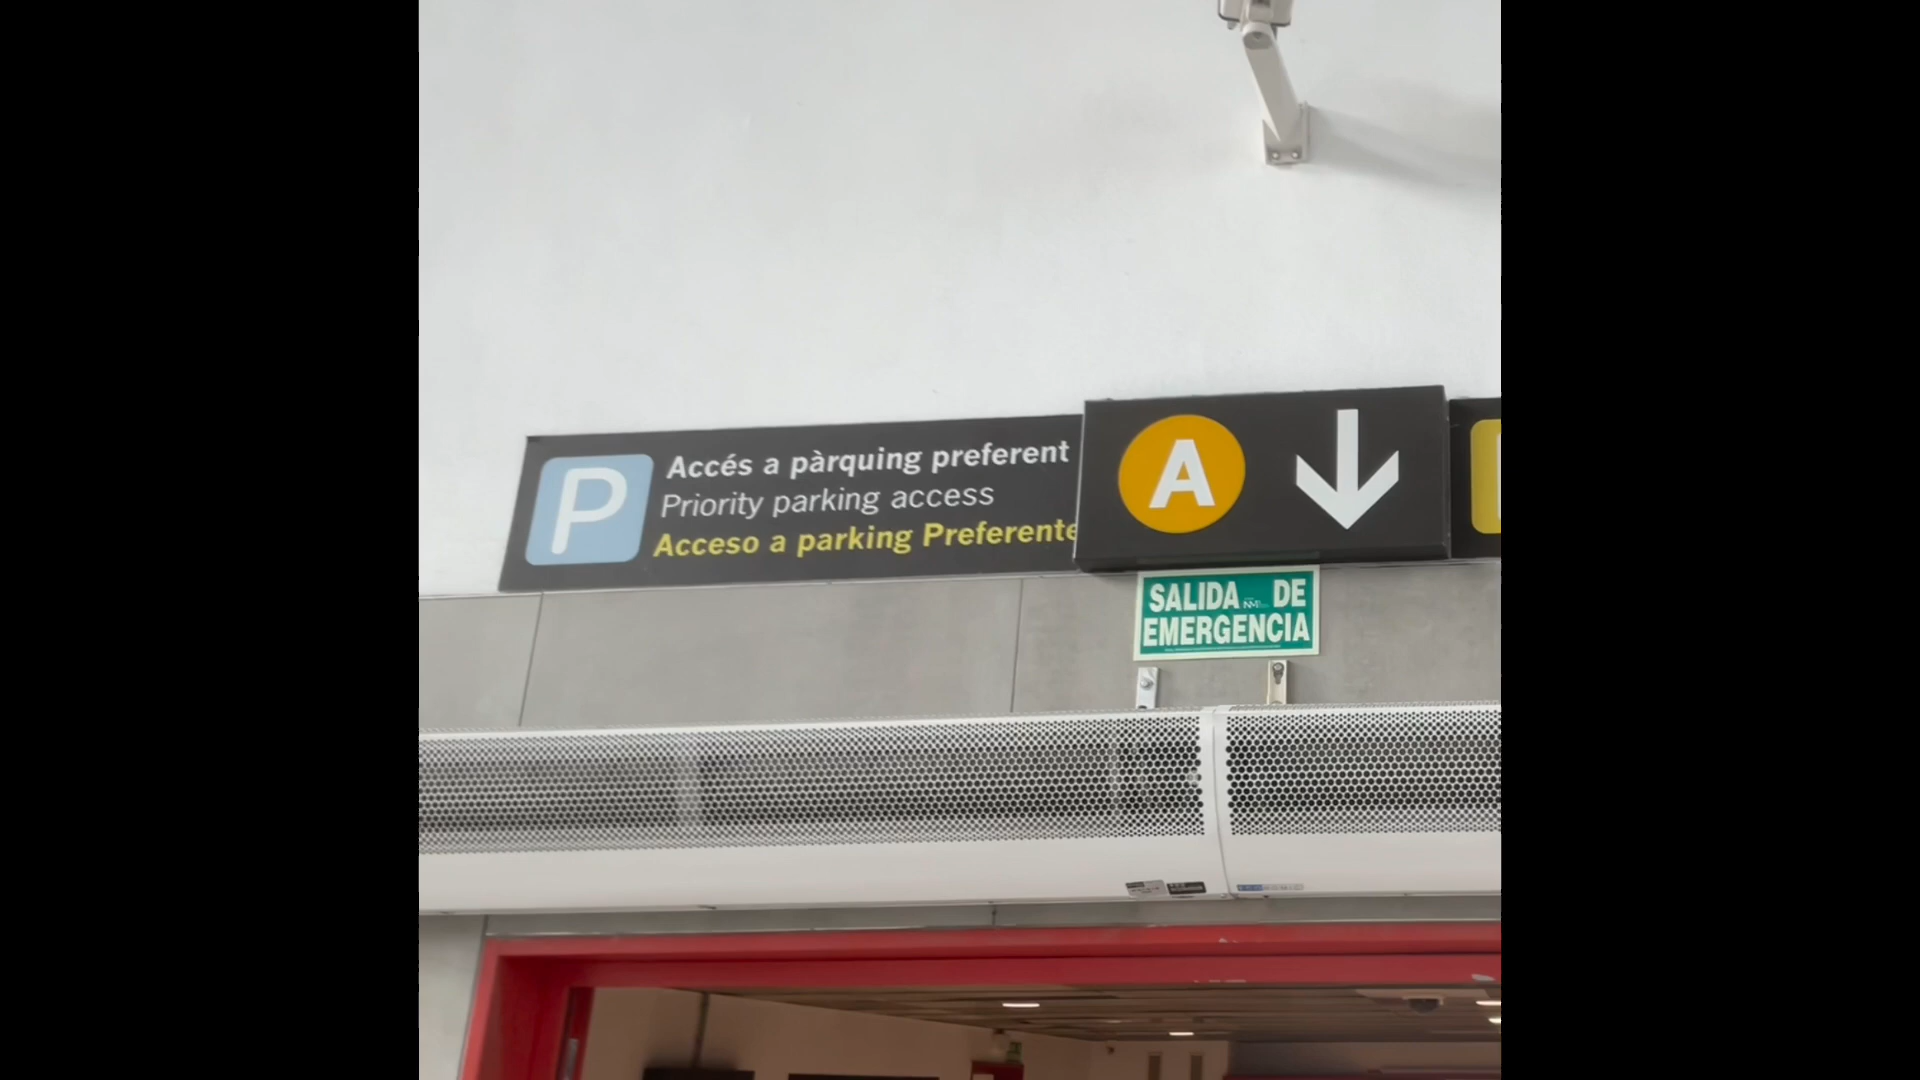 P
Accés a pàrquing preferent
Priority parking access
Acceso a parking Preferente
A
SALIDA DE
EMERGENCIA